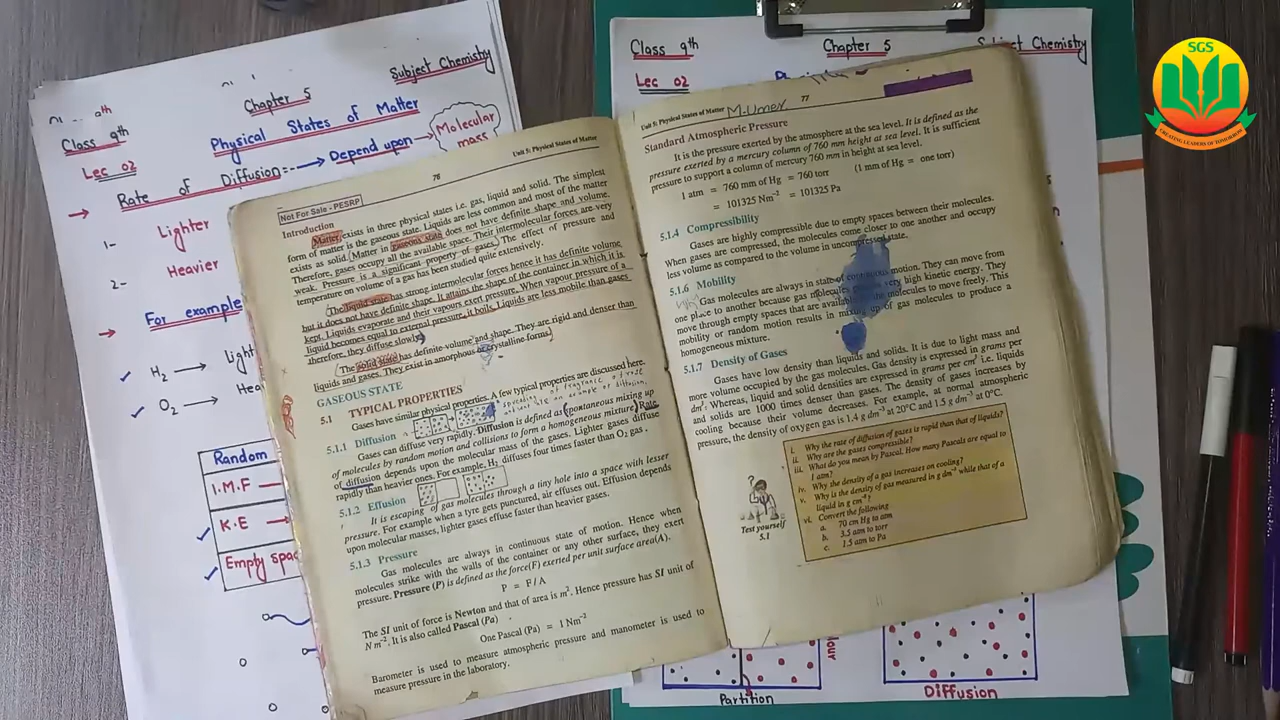 Class 9th
Chapter 5
Subject Chemistry
Lec 02
Physical States of Matter
Rate of Diffusion:- → Depend upon → Molecular mass
1- Lighter
2- Heavier
For example
H2 → Ligh
O2 → Hea
Random
I.M.F
K.E
Empty spac
76
Unit 5: Physical States of Matter
Not For Sale - PESRP
Introduction
Matter exists in three physical states i.e. gas, liquid and solid. The simplest
form of matter is the gaseous state. Liquids are less common and most of the matter
exists as solid. Matter in gaseous state does not have definite shape and volume.
Therefore, gases occupy all the available space. Their intermolecular forces are very
weak. Pressure is a significant property of gases. The effect of pressure and
temperature on volume of a gas has been studied quite extensively.
The liquid state has strong intermolecular forces hence it has definite volume
but it does not have definite shape. It attains the shape of the container in which it is
kept. Liquids evaporate and their vapours exert pressure. When vapour pressure of a
liquid becomes equal to external pressure, it boils. Liquids are less mobile than gases
therefore, they diffuse slowly.
The solid state has definite volume and shape. They are rigid and denser than
liquids and gases. They exist in amorphous or crystalline forms.
GASEOUS STATE
5.1 TYPICAL PROPERTIES
Gases have similar physical properties. A few typical properties are discussed here.
5.1.1 Diffusion
Gases can diffuse very rapidly. Diffusion is defined as spontaneous mixing up
of molecules by random motion and collisions to form a homogeneous mixture. Rate
of diffusion depends upon the molecular mass of the gases. Lighter gases diffuse
rapidly than heavier ones. For example, H2 diffuses four times faster than O2 gas.
5.1.2 Effusion
It is escaping of gas molecules through a tiny hole into a space with lesser
pressure. For example when a tyre gets punctured, air effuses out. Effusion depends
upon molecular masses, lighter gases effuse faster than heavier gases.
5.1.3 Pressure
Gas molecules are always in continuous state of motion. Hence when
molecules strike with the walls of the container or any other surface, they exert
pressure. Pressure (P) is defined as the force(F) exerted per unit surface area(A).
P = F/A
The SI unit of force is Newton and that of area is m². Hence pressure has SI unit of
N m⁻². It is also called Pascal (Pa)
One Pascal (Pa) = 1 Nm⁻²
Barometer is used to measure atmospheric pressure and manometer is used to
measure pressure in the laboratory.
Class 9th
Chapter 5
Subject Chemistry
Lec 02
Unit 5: Physical States of Matter
M.Umer
77
Standard Atmospheric Pressure
It is the pressure exerted by the atmosphere at the sea level. It is defined as the
pressure exerted by a mercury column of 760 mm height at sea level. It is sufficient
pressure to support a column of mercury 760 mm in height at sea level.
1 atm = 760 mm of Hg = 760 torr (1 mm of Hg = one torr)
= 101325 Nm⁻² = 101325 Pa
5.1.4 Compressibility
Gases are highly compressible due to empty spaces between their molecules.
When gases are compressed, the molecules come closer to one another and occupy
less volume as compared to the volume in uncompressed state.
5.1.6 Mobility
Gas molecules are always in state of continuous motion. They can move from
one place to another because gas molecules possess very high kinetic energy. They
move through empty spaces that are available for the molecules to move freely. This
mobility or random motion results in mixing up of gas molecules to produce a
homogeneous mixture.
5.1.7 Density of Gases
Gases have low density than liquids and solids. It is due to light mass and
more volume occupied by the gas molecules. Gas density is expressed in grams per
dm³. Whereas, liquid and solid densities are expressed in grams per cm³ i.e. liquids
and solids are 1000 times denser than gases. The density of gases increases by
cooling because their volume decreases. For example, at normal atmospheric
pressure, the density of oxygen gas is 1.4 g dm⁻³ at 20°C and 1.5 g dm⁻³ at 0°C.
Test yourself
5.1
i. Why the rate of diffusion of gases is rapid than that of liquids?
ii. Why are the gases compressible?
iii. What do you mean by Pascal. How many Pascals are equal to
1 atm?
iv. Why the density of a gas increases on cooling?
v. Why is the density of gas measured in g dm⁻³ while that of a
liquid in g cm⁻³?
vi. Convert the following
a. 70 cm Hg to atm
b. 3.5 atm to torr
c. 1.5 atm to Pa
Partition
Diffusion
SGS
CREATING LEADERS OF TOMORROW